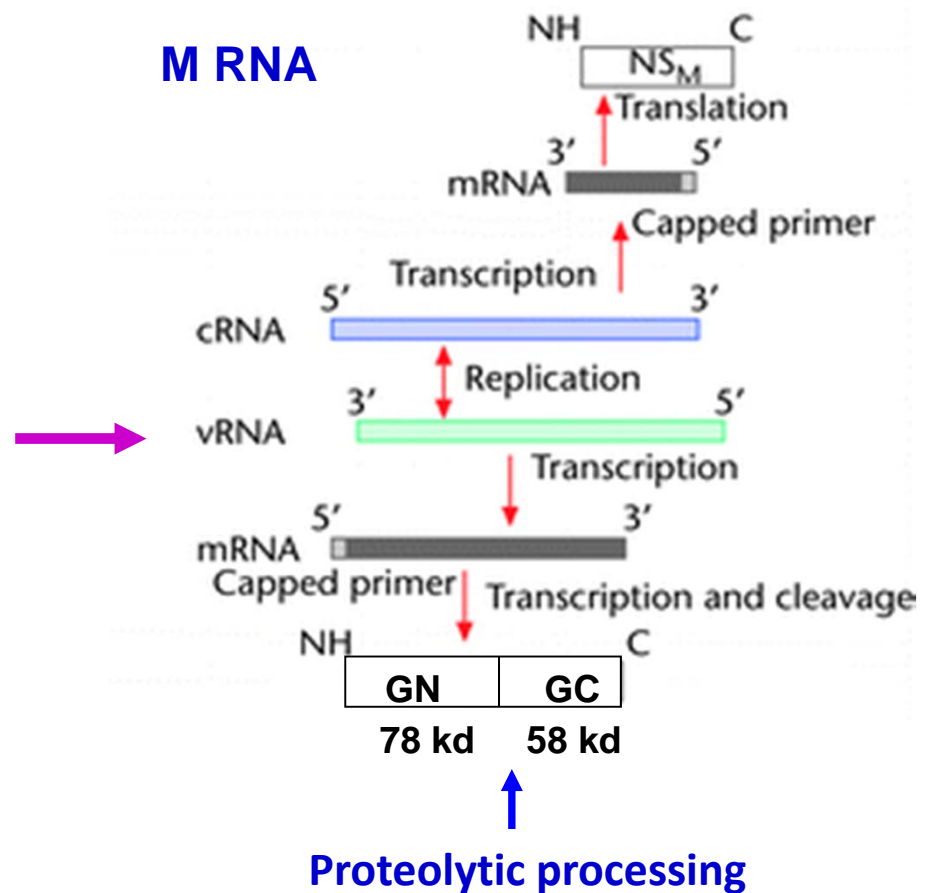 M RNA
NH C
NSM
Translation
3′ 5′
mRNA
Capped primer
Transcription
5′ 3′
cRNA
Replication
3′ 5′
vRNA
Transcription
5′ 3′
mRNA
Capped primer
Transcription and cleavage
NH C
GN GC
78 kd 58 kd
Proteolytic processing